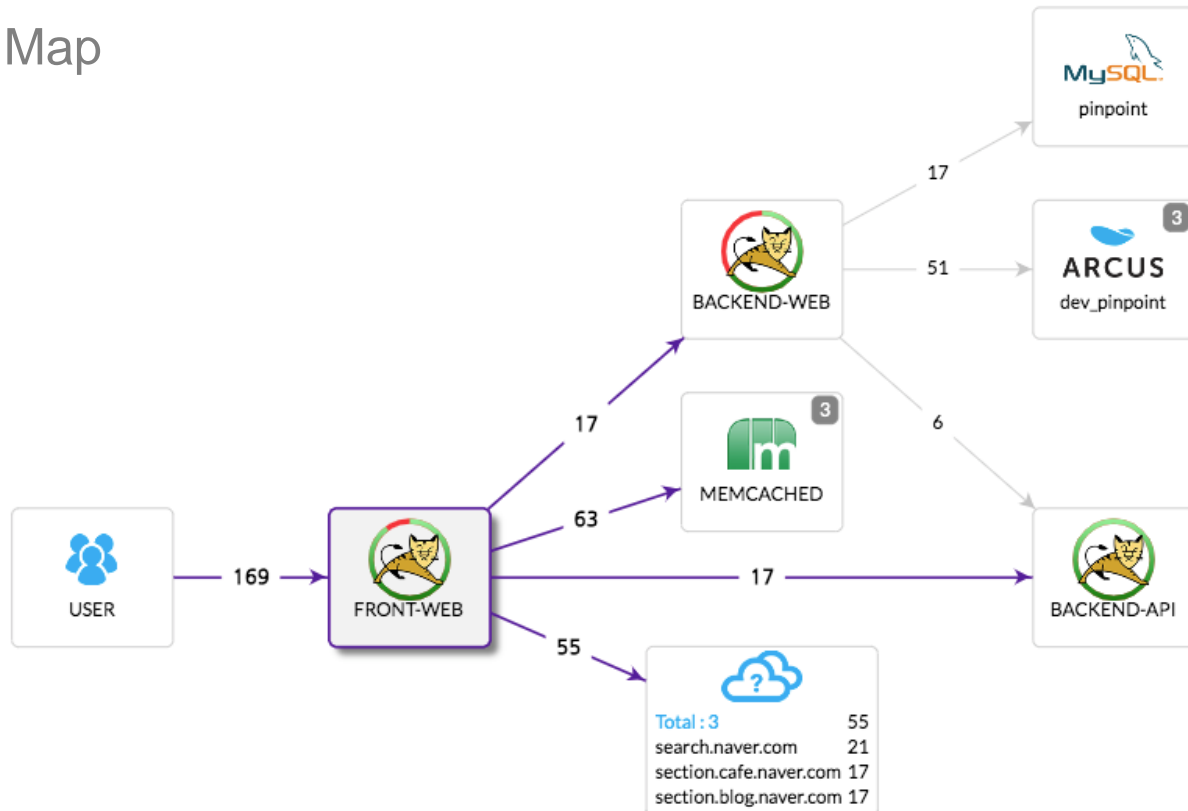 Map
MySQL
pinpoint
17
3
ARCUS
dev_pinpoint
51
BACKEND-WEB
17
6
3
MEMCACHED
63
USER
169
FRONT-WEB
17
BACKEND-API
55
?
Total : 3 55
search.naver.com 21
section.cafe.naver.com 17
section.blog.naver.com 17